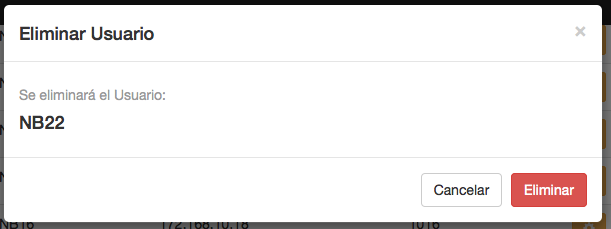 Eliminar Usuario
×
Se eliminará el Usuario:
NB22
Cancelar Eliminar
NB16 172.168.10.18 1016